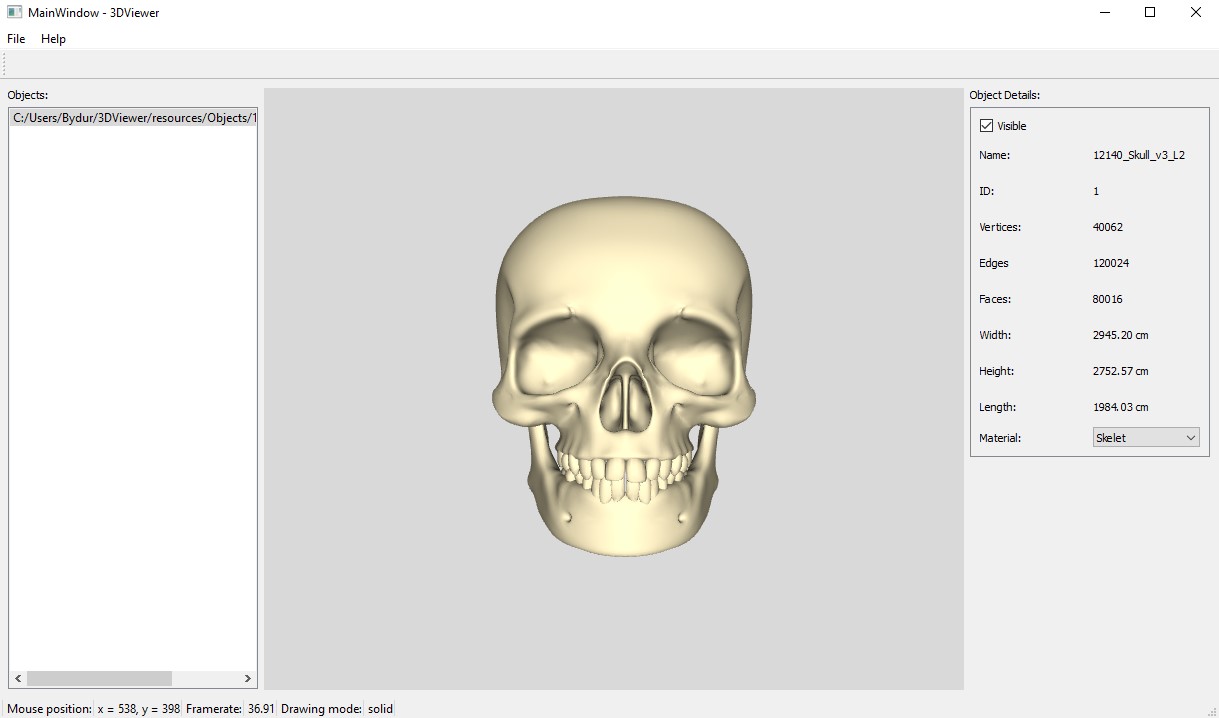 MainWindow - 3DViewer
File Help
Objects:
C:/Users/Bydur/3DViewer/resources/Objects/1
Object Details:
Visible
Name: 12140_Skull_v3_L2
ID: 1
Vertices: 40062
Edges 120024
Faces: 80016
Width: 2945.20 cm
Height: 2752.57 cm
Length: 1984.03 cm
Material: Skelet
Mouse position: x = 538, y = 398 Framerate: 36.91 Drawing mode: solid